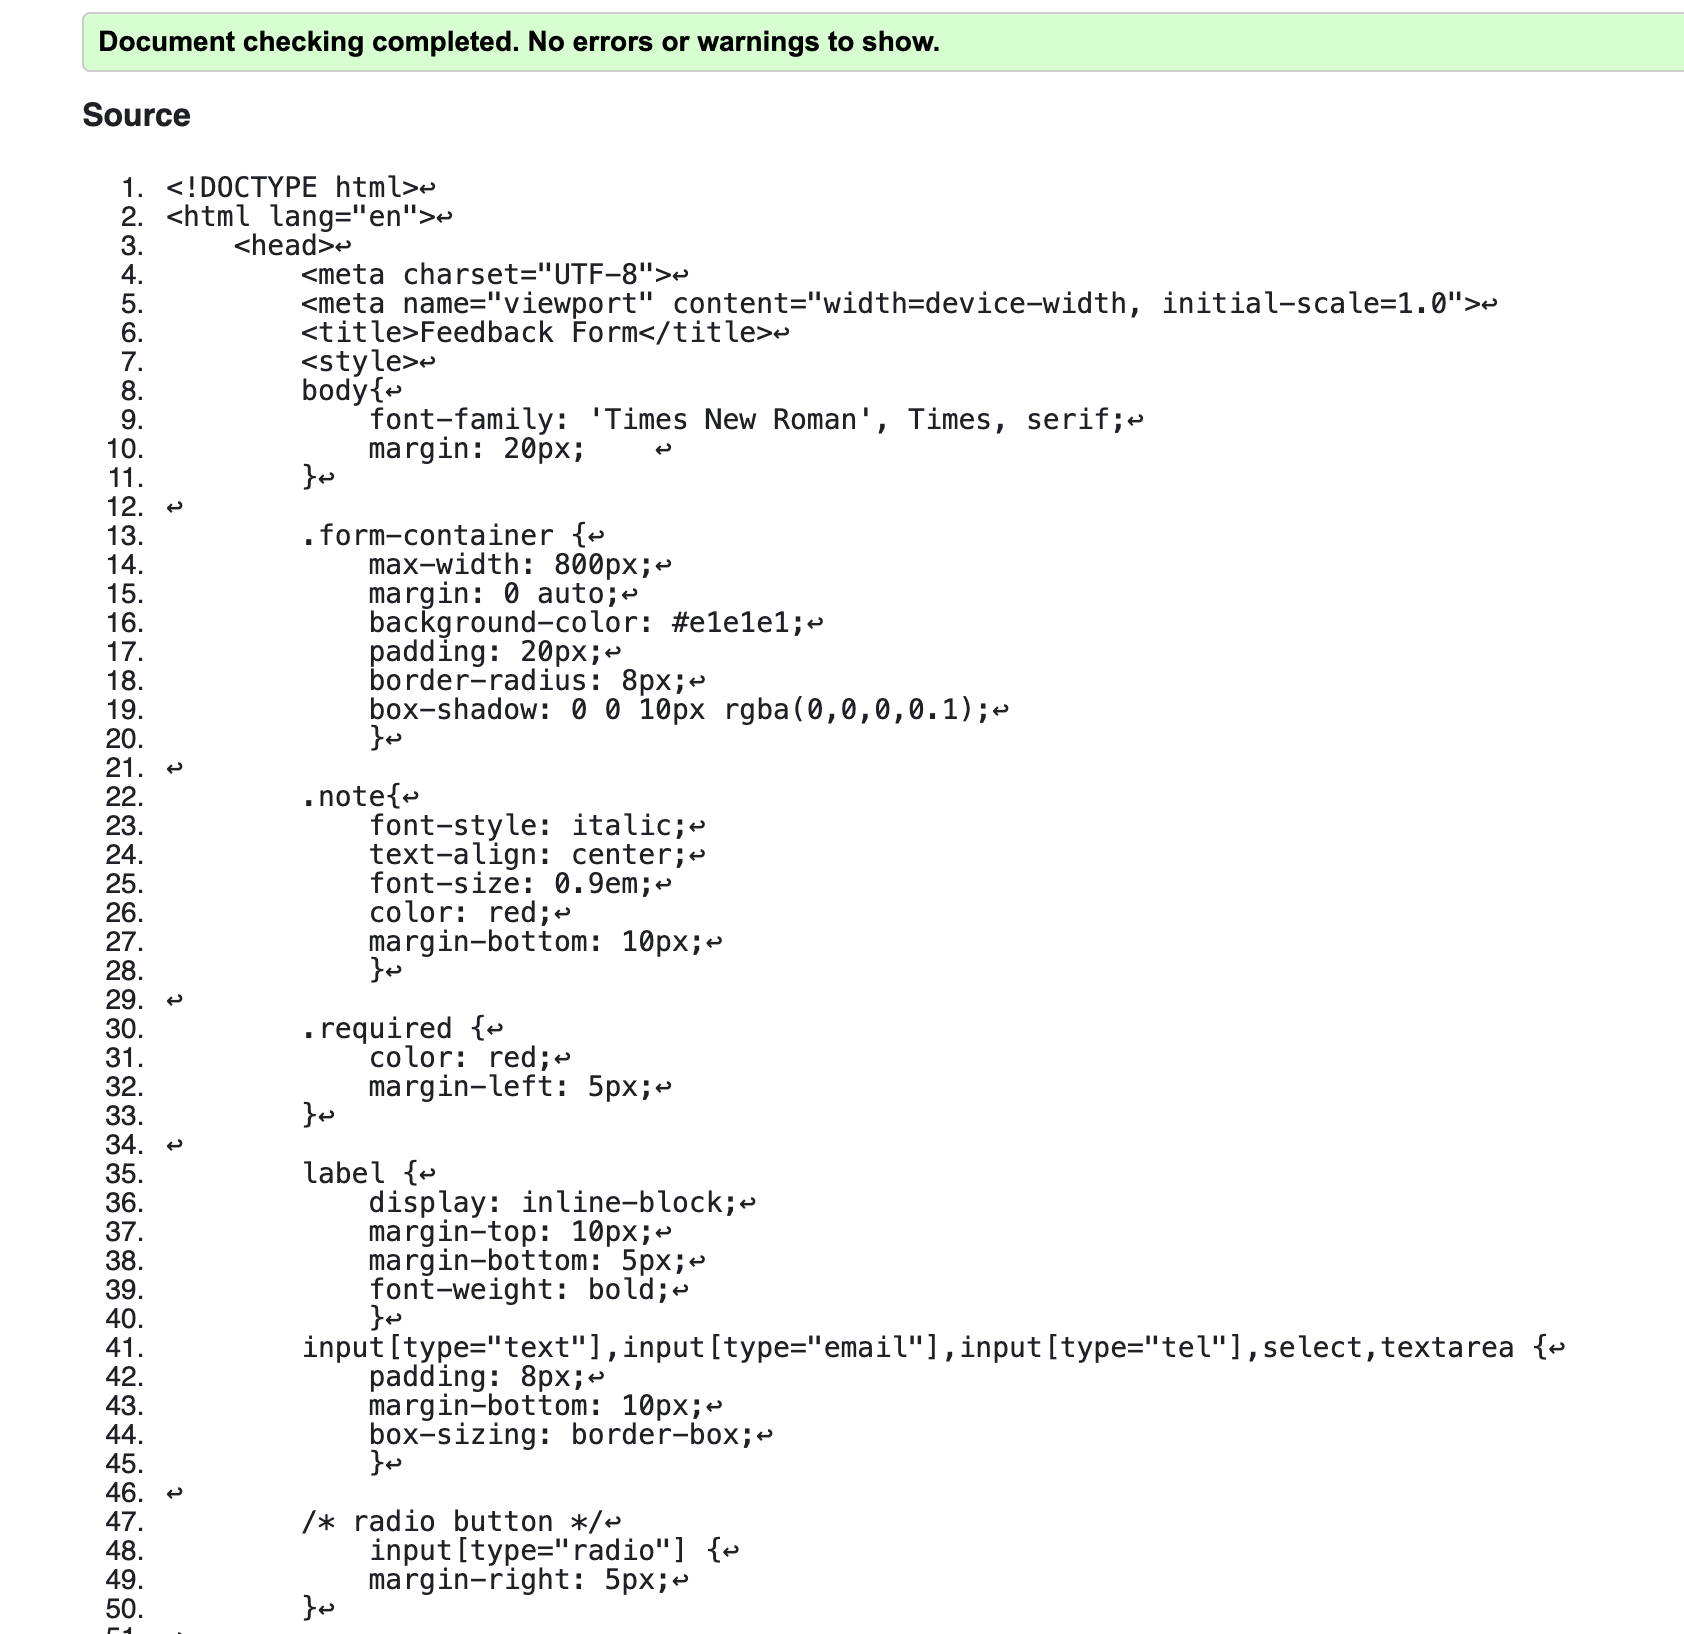 Document checking completed. No errors or warnings to show.
Source
1. <!DOCTYPE html>↩
2. <html lang="en">↩
3.     <head>↩
4.         <meta charset="UTF-8">↩
5.         <meta name="viewport" content="width=device-width, initial-scale=1.0">↩
6.         <title>Feedback Form</title>↩
7.         <style>↩
8.         body{↩
9.             font-family: 'Times New Roman', Times, serif;↩
10.             margin: 20px;    ↩
11.         }↩
12. ↩
13.         .form-container {↩
14.             max-width: 800px;↩
15.             margin: 0 auto;↩
16.             background-color: #e1e1e1;↩
17.             padding: 20px;↩
18.             border-radius: 8px;↩
19.             box-shadow: 0 0 10px rgba(0,0,0,0.1);↩
20.             }↩
21. ↩
22.         .note{↩
23.             font-style: italic;↩
24.             text-align: center;↩
25.             font-size: 0.9em;↩
26.             color: red;↩
27.             margin-bottom: 10px;↩
28.             }↩
29. ↩
30.         .required {↩
31.             color: red;↩
32.             margin-left: 5px;↩
33.         }↩
34. ↩
35.         label {↩
36.             display: inline-block;↩
37.             margin-top: 10px;↩
38.             margin-bottom: 5px;↩
39.             font-weight: bold;↩
40.             }↩
41.         input[type="text"],input[type="email"],input[type="tel"],select,textarea {↩
42.             padding: 8px;↩
43.             margin-bottom: 10px;↩
44.             box-sizing: border-box;↩
45.             }↩
46. ↩
47.         /* radio button */↩
48.             input[type="radio"] {↩
49.             margin-right: 5px;↩
50.         }↩